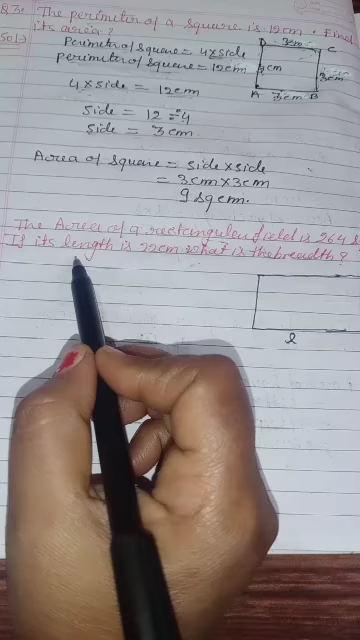 Q.3: The perimeter of a square is 12cm. Find
its area?
Sol:)
Perimeter of square = 4×side
perimeter of square = 12cm
4×side = 12cm
side = 12÷4
side = 3cm
D 3cm C
3cm 3cm
A 3cm B
Area of square = side×side
= 3cm×3cm
9 sqcm.
The Area of a rectangular field is 264 s
If its length is 22cm what is the breadth?
l